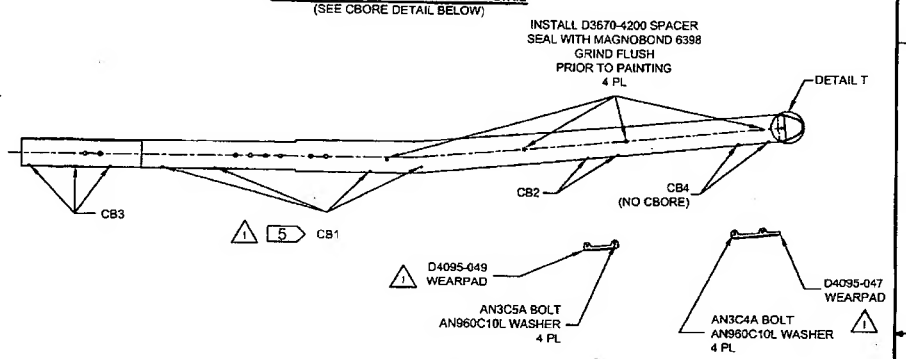 (SEE CBORE DETAIL BELOW)
INSTALL D3670-4200 SPACER
SEAL WITH MAGNOBOND 6398
GRIND FLUSH
PRIOR TO PAINTING
4 PL
DETAIL T
CB3
1
5
CB1
CB2
CB4
(NO CBORE)
1
D4095-049
WEARPAD
AN3C5A BOLT
AN960C10L WASHER
4 PL
D4095-047
WEARPAD
1
AN3C4A BOLT
AN960C10L WASHER
4 PL